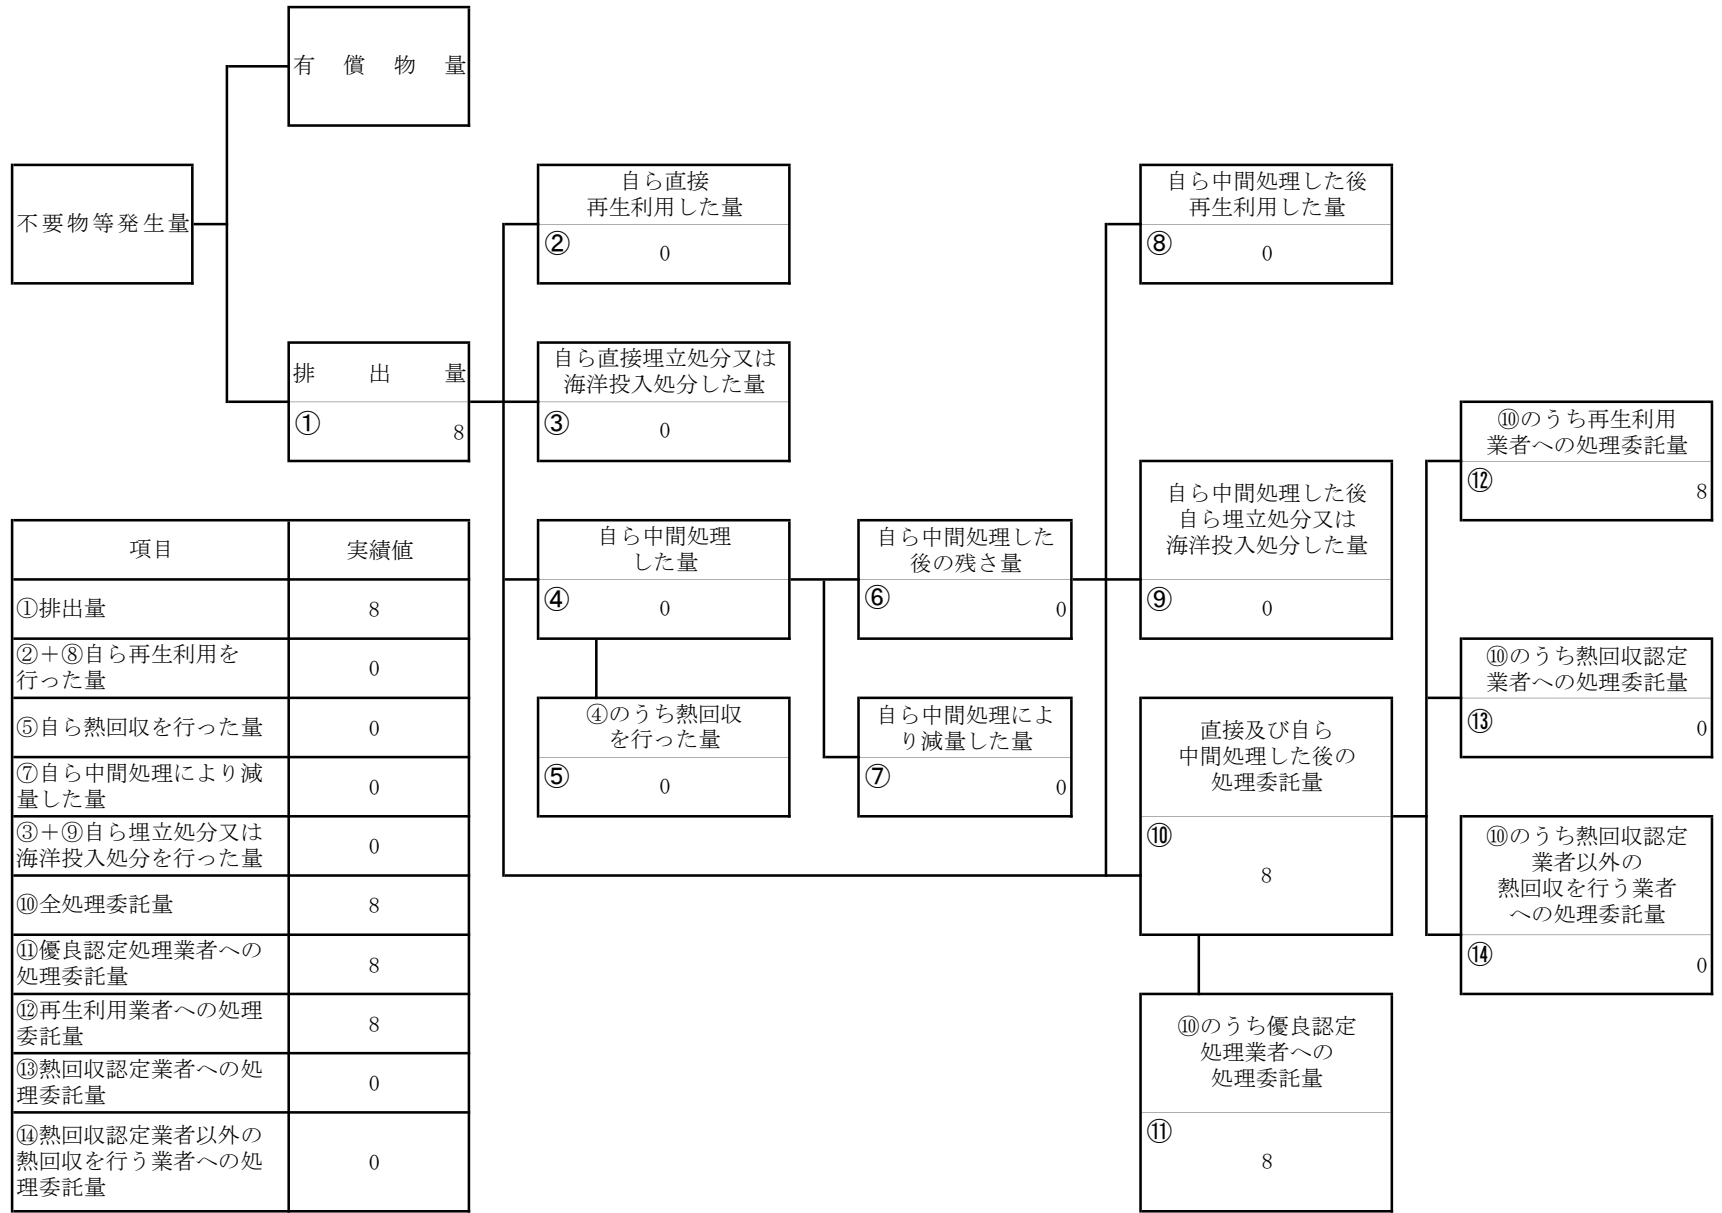 有償物量
不要物等発生量
排出量
①
8
自ら直接
再生利用した量
②
0
自ら直接埋立処分又は
海洋投入処分した量
③
0
自ら中間処理
した量
④
0
④のうち熱回収
を行った量
⑤
0
自ら中間処理した
後の残さ量
⑥
0
自ら中間処理によ
り減量した量
⑦
0
自ら中間処理した後
再生利用した量
⑧
0
自ら中間処理した後
自ら埋立処分又は
海洋投入処分した量
⑨
0
直接及び自ら
中間処理した後の
処理委託量
⑩
8
⑩のうち優良認定
処理業者への
処理委託量
⑪
8
⑩のうち再生利用
業者への処理委託量
⑫
8
⑩のうち熱回収認定
業者への処理委託量
⑬
0
⑩のうち熱回収認定
業者以外の
熱回収を行う業者
への処理委託量
⑭
0
項目 実績値
①排出量 8
②＋⑧自ら再生利用を
行った量 0
⑤自ら熱回収を行った量 0
⑦自ら中間処理により減
量した量 0
③＋⑨自ら埋立処分又は
海洋投入処分を行った量 0
⑩全処理委託量 8
⑪優良認定処理業者への
処理委託量 8
⑫再生利用業者への処理
委託量 8
⑬熱回収認定業者への処
理委託量 0
⑭熱回収認定業者以外の
熱回収を行う業者への処
理委託量 0